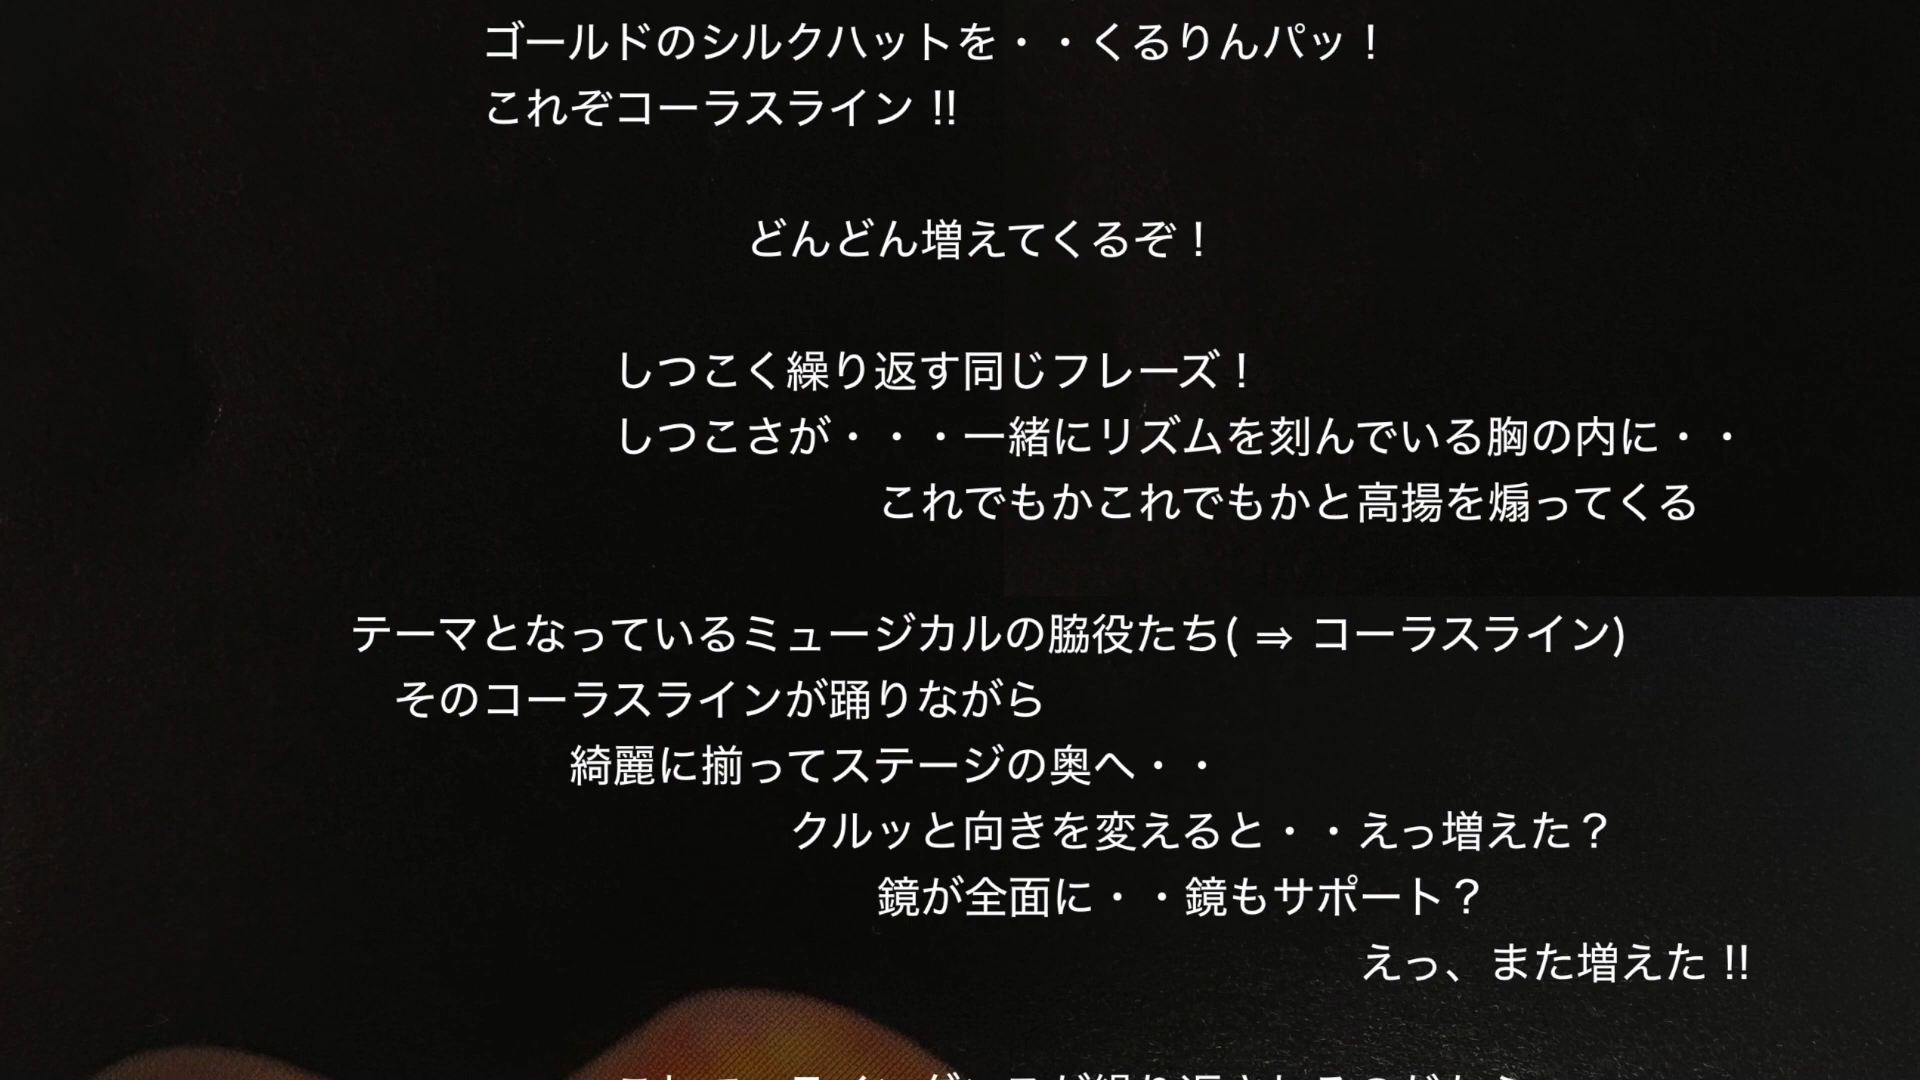 ゴールドのシルクハットを・・くるりんパッ！
これぞコーラスライン !!
どんどん増えてくるぞ！
しつこく繰り返す同じフレーズ！
しつこさが・・・一緒にリズムを刻んでいる胸の内に・・
これでもかこれでもかと高揚を煽ってくる
テーマとなっているミュージカルの脇役たち( ⇒ コーラスライン)
そのコーラスラインが踊りながら
綺麗に揃ってステージの奥へ・・
クルッと向きを変えると・・えっ増えた？
鏡が全面に・・鏡もサポート？
えっ、また増えた !!